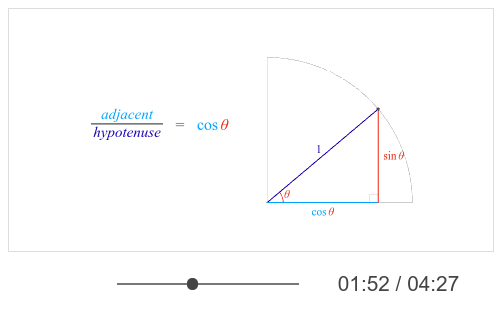 adjacent
hypotenuse
= cos θ
1
sin θ
θ
cos θ
01:52 / 04:27